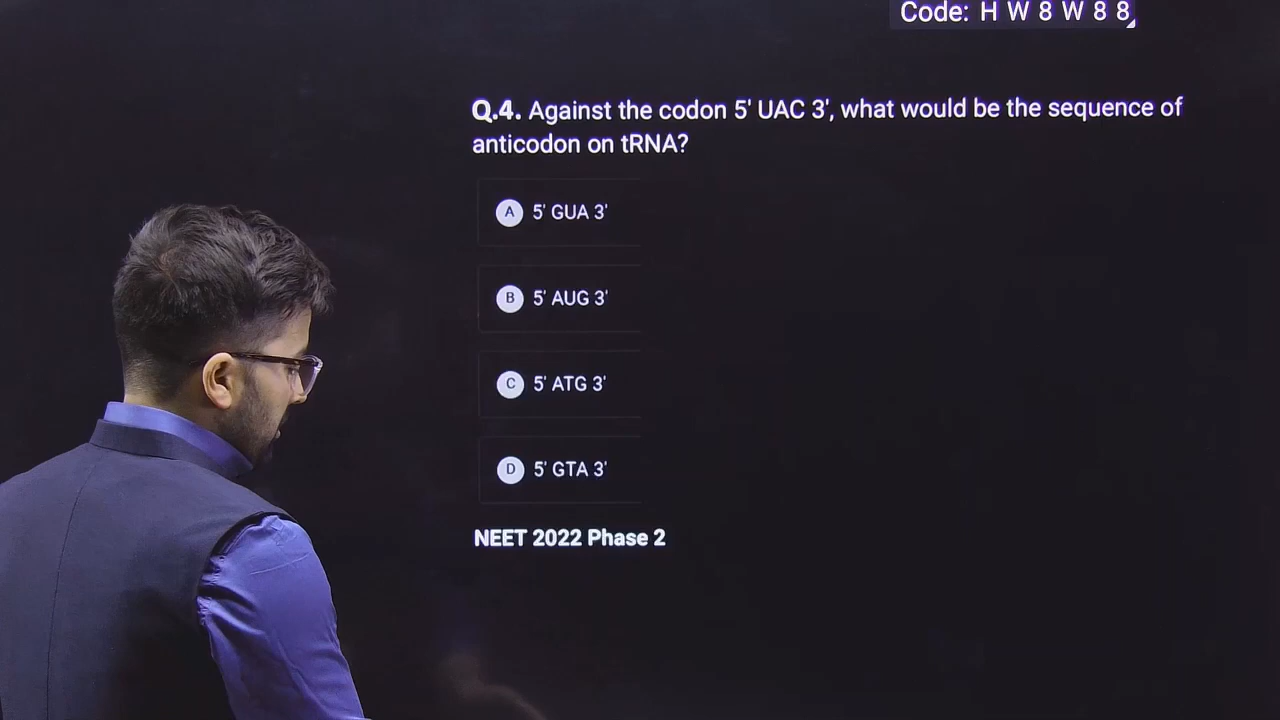 Code: H W 8 W 8 8
Q.4. Against the codon 5' UAC 3', what would be the sequence of
anticodon on tRNA?
A 5' GUA 3'
B 5' AUG 3'
C 5' ATG 3'
D 5' GTA 3'
NEET 2022 Phase 2